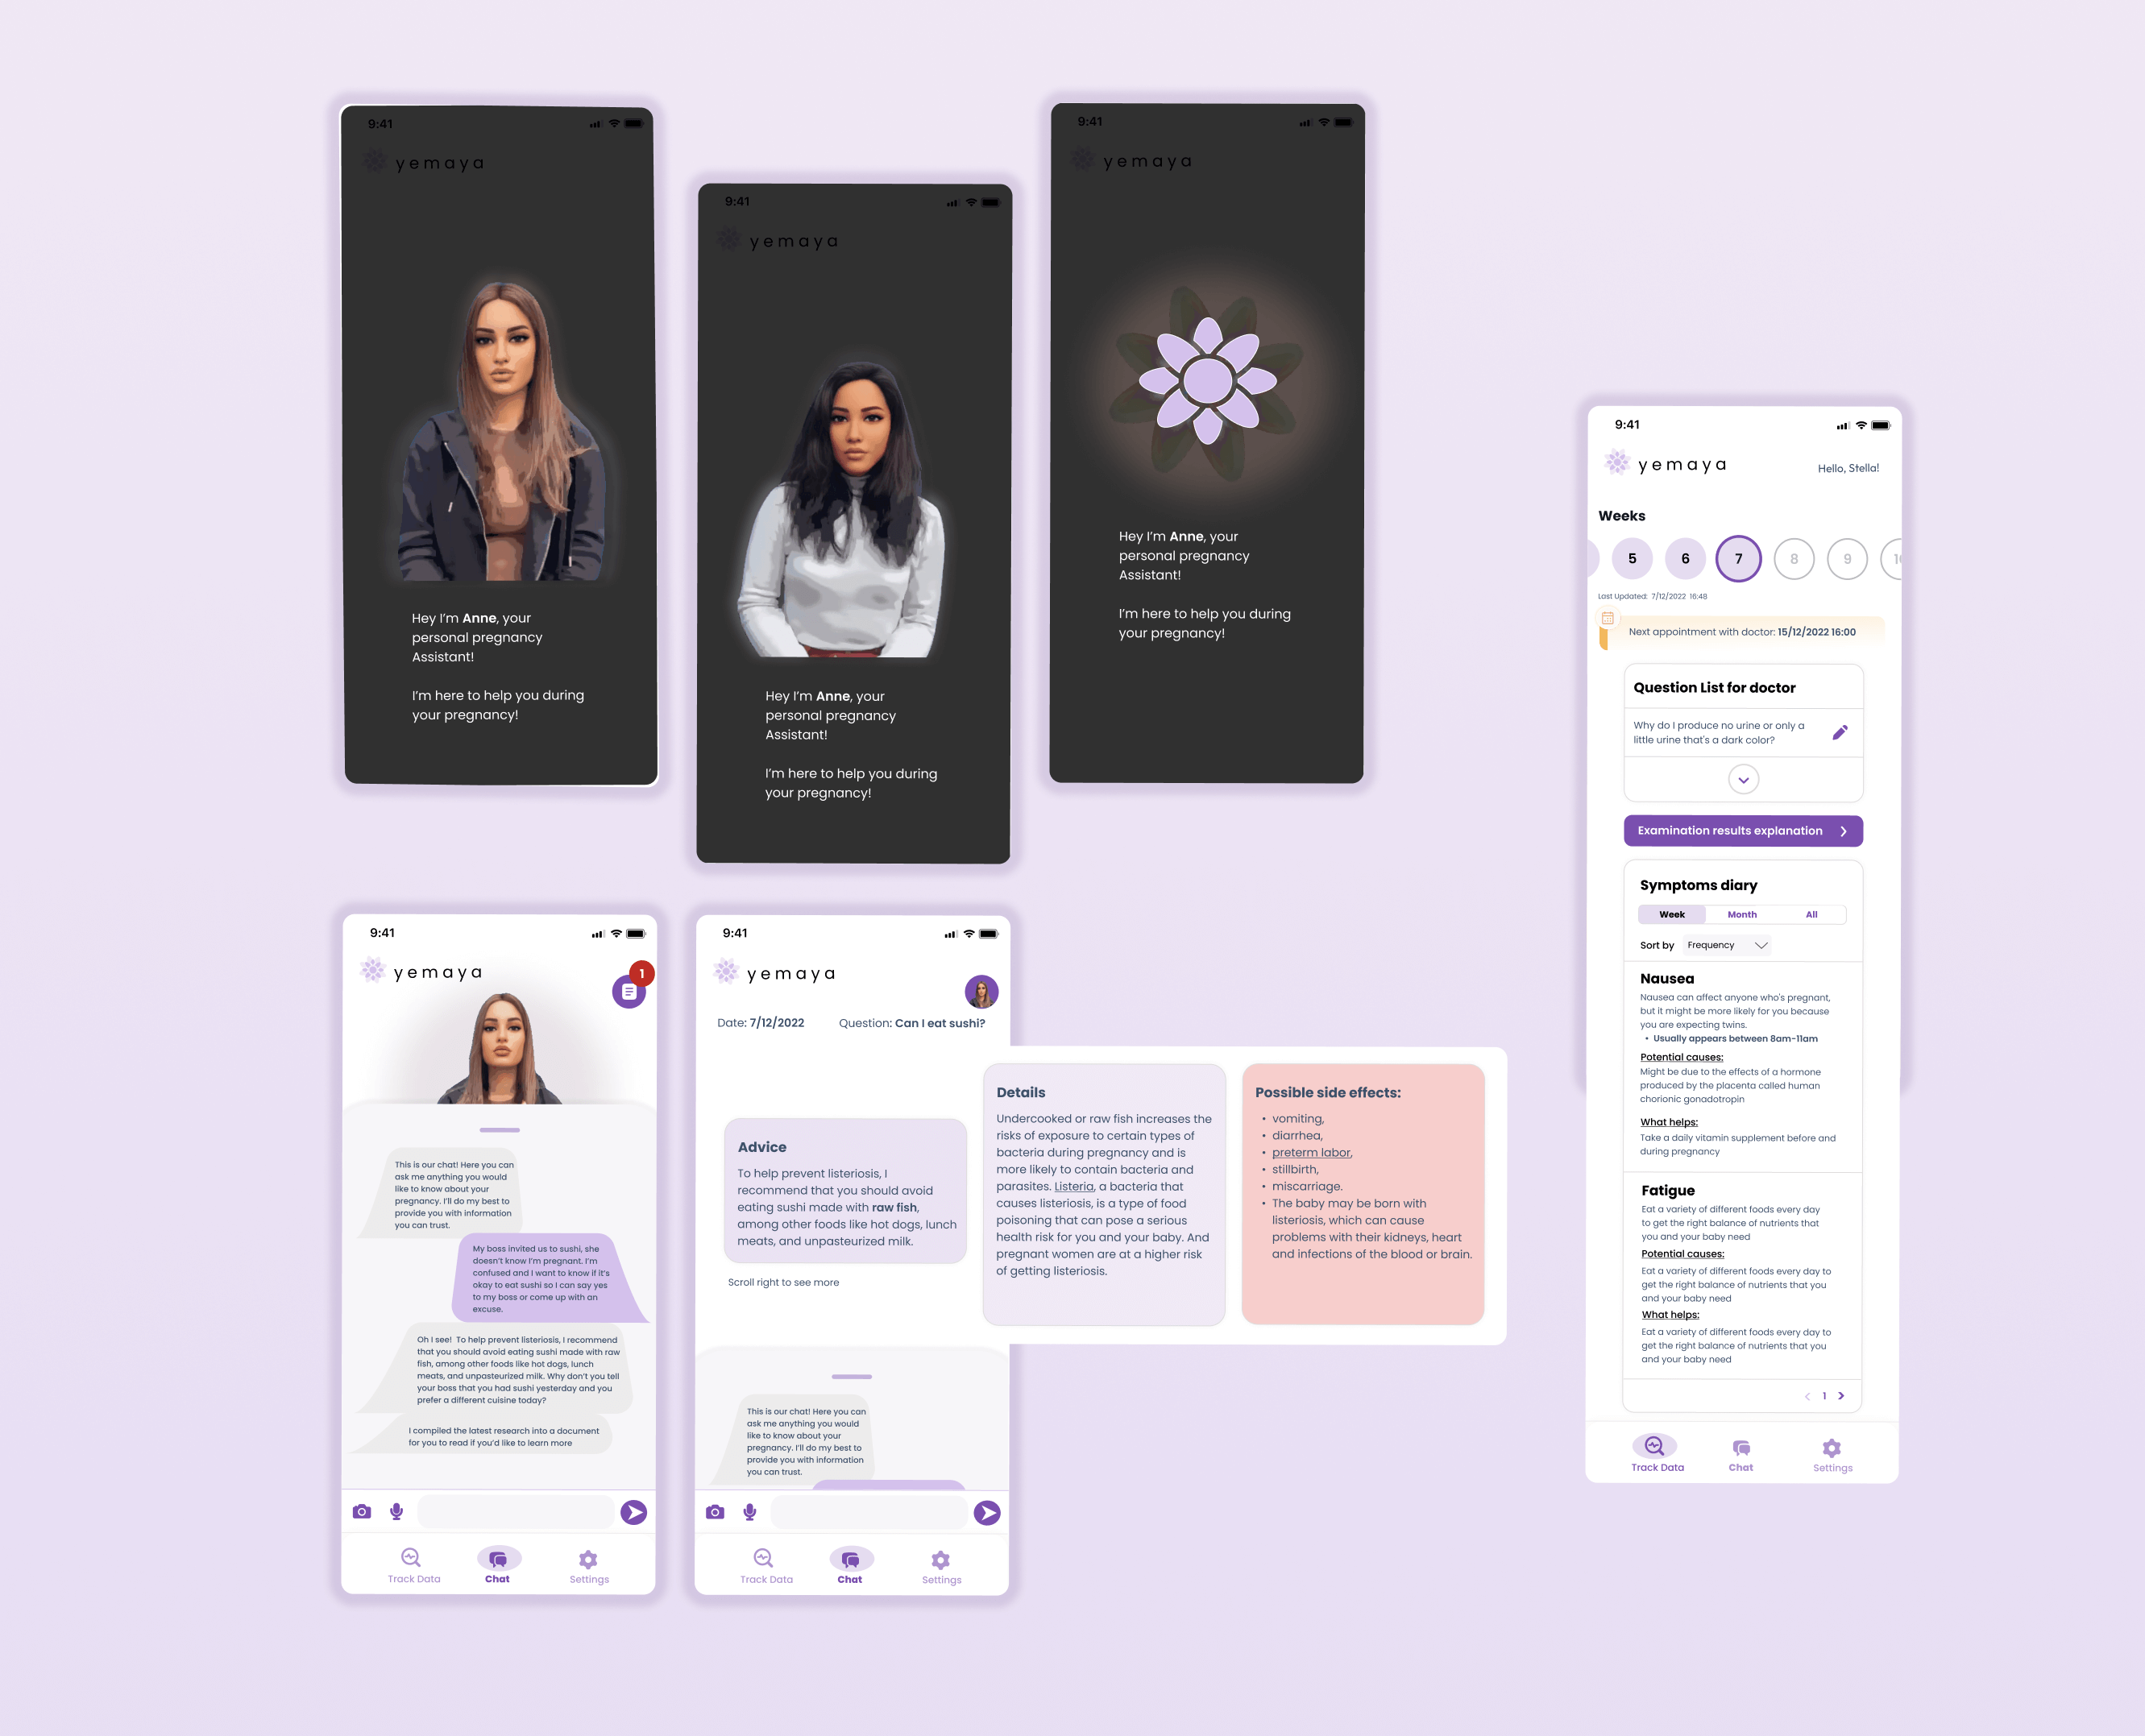 9:41
yemaya
Hey I'm Anne, your
personal pregnancy
Assistant!
I'm here to help you during
your pregnancy!
9:41
yemaya
Hey I'm Anne, your
personal pregnancy
Assistant!
I'm here to help you during
your pregnancy!
9:41
yemaya
Hey I'm Anne, your
personal pregnancy
Assistant!
I'm here to help you during
your pregnancy!
9:41
yemaya
1
This is our chat! Here you can
ask me anything you would
like to know about your
pregnancy. I'll do my best to
provide you with information
you can trust.
My boss invited us to sushi, she
doesn't know I'm pregnant. I'm
confused and I want to know if it's
okay to eat sushi so I can say yes
to my boss or come up with an
excuse.
Oh I see! To help prevent listeriosis, I recommend
that you should avoid eating sushi made with raw
fish, among other foods like hot dogs, lunch
meats, and unpasteurized milk. Why don't you tell
your boss that you had sushi yesterday and you
prefer a different cuisine today?
I compiled the latest research into a document
for you to read if you'd like to learn more
Track Data
Chat
Settings
9:41
yemaya
Date: 7/12/2022
Question: Can I eat sushi?
Advice
To help prevent listeriosis, I
recommend that you should avoid
eating sushi made with raw fish,
among other foods like hot dogs, lunch
meats, and unpasteurized milk.
Scroll right to see more
Details
Undercooked or raw fish increases the
risks of exposure to certain types of
bacteria during pregnancy and is
more likely to contain bacteria and
parasites. Listeria, a bacteria that
causes listeriosis, is a type of food
poisoning that can pose a serious
health risk for you and your baby. And
pregnant women are at a higher risk
of getting listeriosis.
Possible side effects:
• vomiting,
• diarrhea,
• preterm labor,
• stillbirth,
• miscarriage.
• The baby may be born with
listeriosis, which can cause
problems with their kidneys, heart
and infections of the blood or brain.
This is our chat! Here you can
ask me anything you would
like to know about your
pregnancy. I'll do my best to
provide you with information
you can trust.
Track Data
Chat
Settings
9:41
yemaya
Hello, Stella!
Weeks
5
6
7
8
9
Last Updated: 7/12/2022 16:48
Next appointment with doctor: 15/12/2022 16:00
Question List for doctor
Why do I produce no urine or only a
little urine that's a dark color?
Examination results explanation
Symptoms diary
Week
Month
All
Sort by
Frequency
Nausea
Nausea can affect anyone who's pregnant,
but it might be more likely for you because
you are expecting twins.
• Usually appears between 8am-11am
Potential causes:
Might be due to the effects of a hormone
produced by the placenta called human
chorionic gonadotropin
What helps:
Take a daily vitamin supplement before and
during pregnancy
Fatigue
Eat a variety of different foods every day
to get the right balance of nutrients that
you and your baby need
Potential causes:
Eat a variety of different foods every day to
get the right balance of nutrients that you
and your baby need
What helps:
Eat a variety of different foods every day to
get the right balance of nutrients that you
and your baby need
< 1 >
Track Data
Chat
Settings